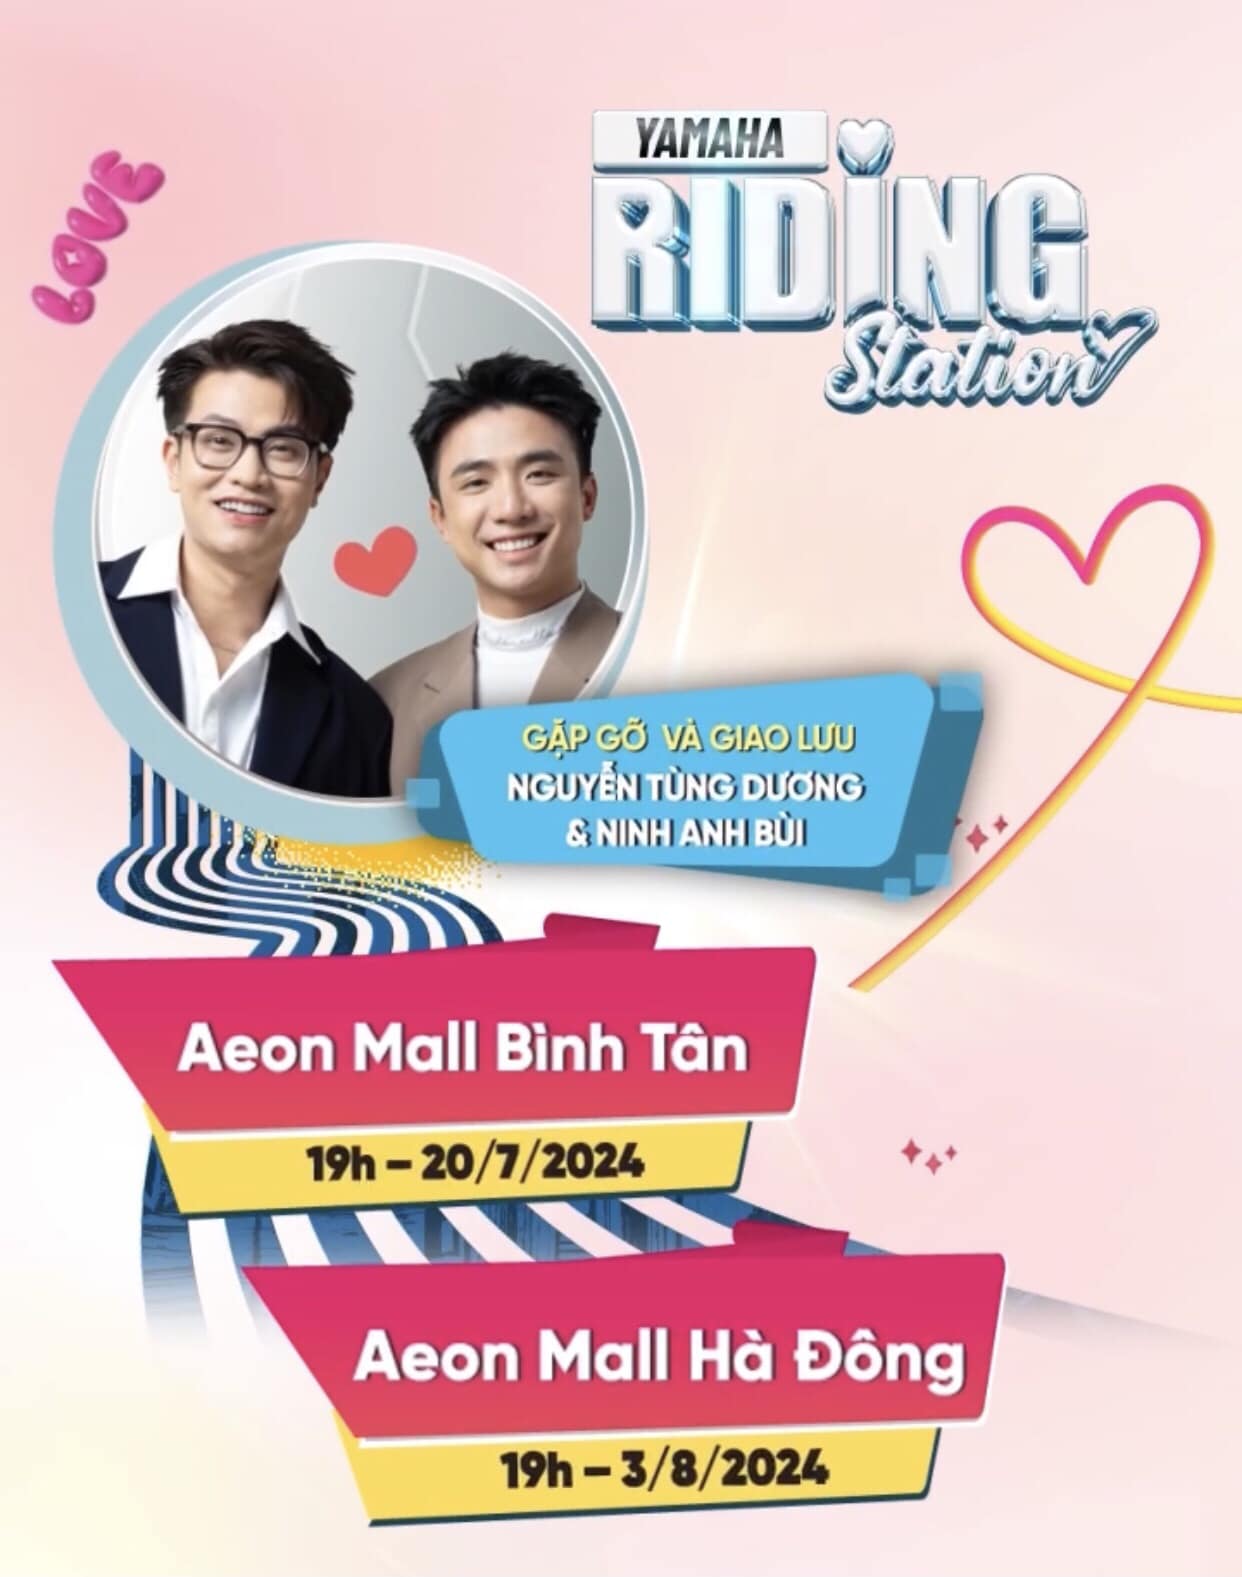 LOVE
YAMAHA
RIDING
Station
GẶP GỠ VÀ GIAO LƯU
NGUYỄN TÙNG DƯƠNG
& NINH ANH BÙI
Aeon Mall Bình Tân
19h – 20/7/2024
Aeon Mall Hà Đông
19h – 3/8/2024